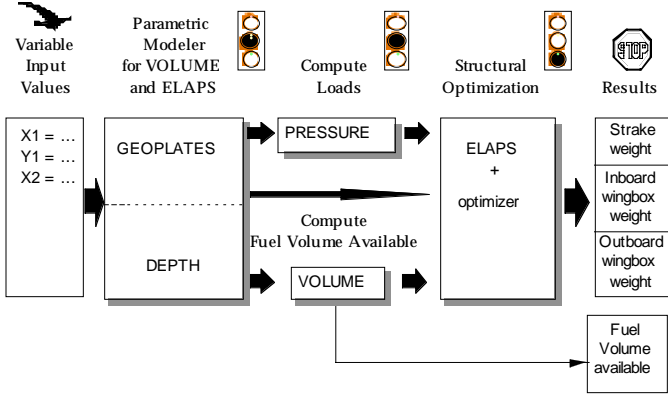 Variable
Input
Values
Parametric
Modeler
for VOLUME
and ELAPS
Compute
Loads
Structural
Optimization
STOP
Results
X1 = ...
Y1 = ...
X2 = ...
GEOPLATES
DEPTH
PRESSURE
Compute
Fuel Volume Available
VOLUME
ELAPS
+
optimizer
Strake
weight
Inboard
wingbox
weight
Outboard
wingbox
weight
Fuel
Volume
available